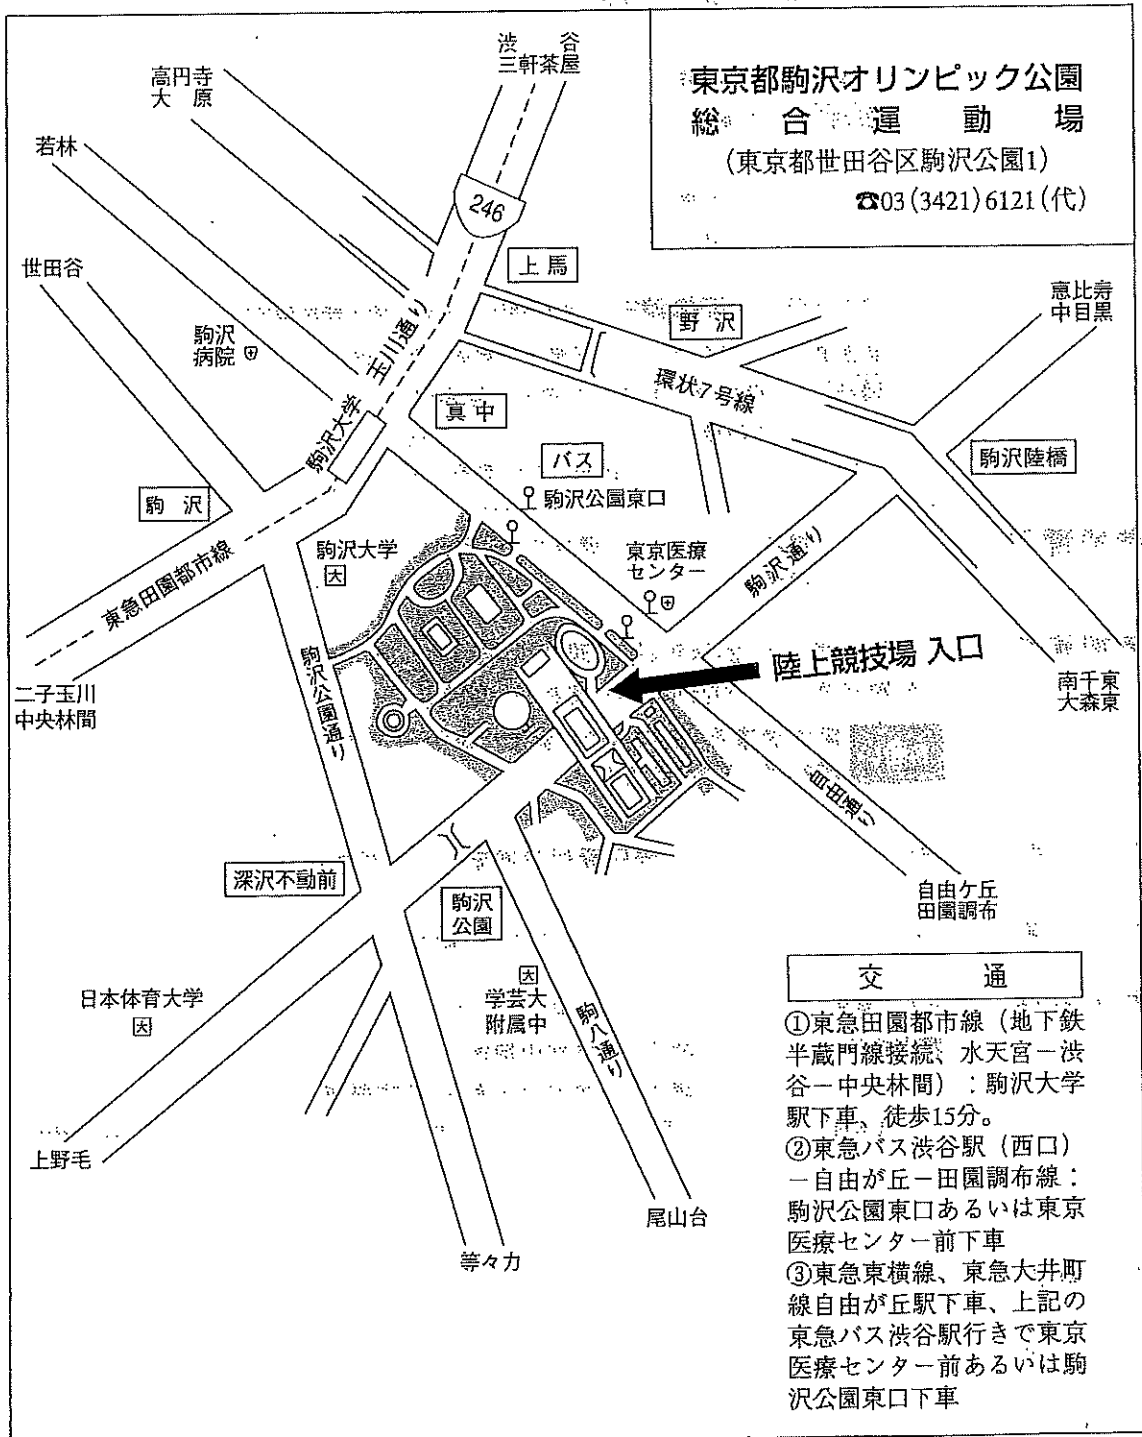 東京都駒沢オリンピック公園
総合運動場
(東京都世田谷区駒沢公園1)
☎03(3421)6121(代)
渋谷
三軒茶屋
高円寺
大原
若林
世田谷
246
上馬
野沢
恵比寿
中目黒
駒沢
病院
玉川通り
環状7号線
真中
駒沢大学
バス
駒沢陸橋
駒沢
駒沢公園東口
駒沢大学
大
東京医療
センター
駒沢通り
東急田園都市線
陸上競技場 入口
二子玉川
中央林間
駒沢公園通り
南千束
大森東
自由通り
深沢不動前
駒沢
公園
自由ケ丘
田園調布
日本体育大学
大
大
学芸大
附属中
駒八通り
上野毛
尾山台
等々力
交通
①東急田園都市線(地下鉄
半蔵門線接続、水天宮-渋
谷-中央林間):駒沢大学
駅下車、徒歩15分。
②東急バス渋谷駅(西口)
-自由が丘-田園調布線:
駒沢公園東口あるいは東京
医療センター前下車
③東急東横線、東急大井町
線自由が丘駅下車、上記の
東急バス渋谷駅行きで東京
医療センター前あるいは駒
沢公園東口下車